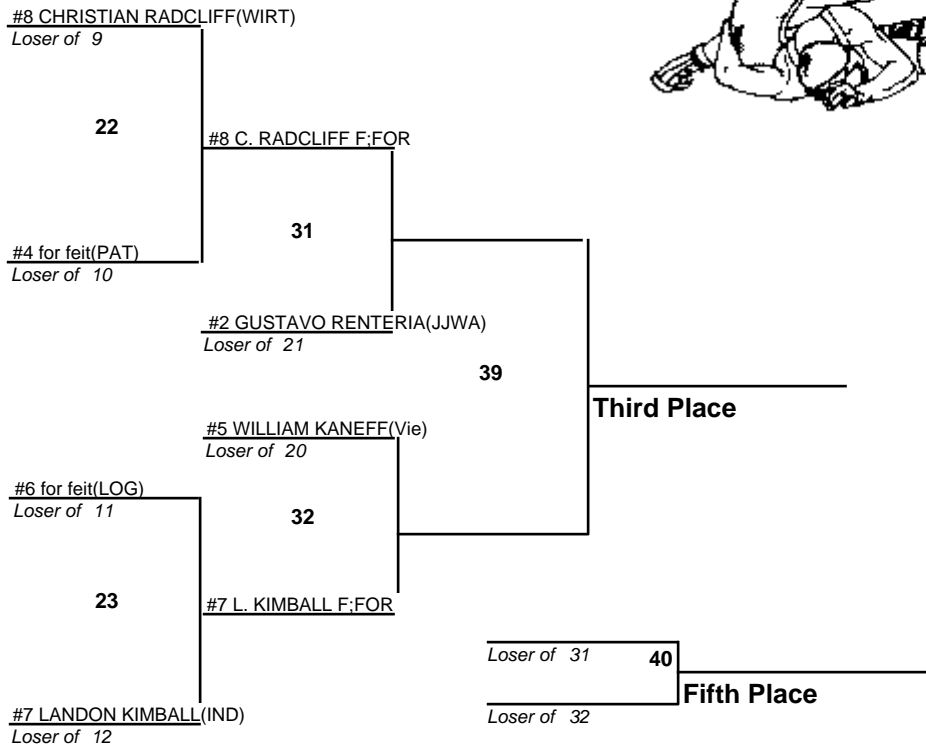 #8 CHRISTIAN RADCLIFF(WIRT)
Loser of 9
22
#8 C. RADCLIFF F;FOR
31
#4 for feit(PAT)
Loser of 10
#2 GUSTAVO RENTERIA(JJWA)
Loser of 21
39
Third Place
#5 WILLIAM KANEFF(Vie)
Loser of 20
#6 for feit(LOG)
Loser of 11
32
23
#7 L. KIMBALL F;FOR
Loser of 31
40
Fifth Place
Loser of 32
#7 LANDON KIMBALL(IND)
Loser of 12